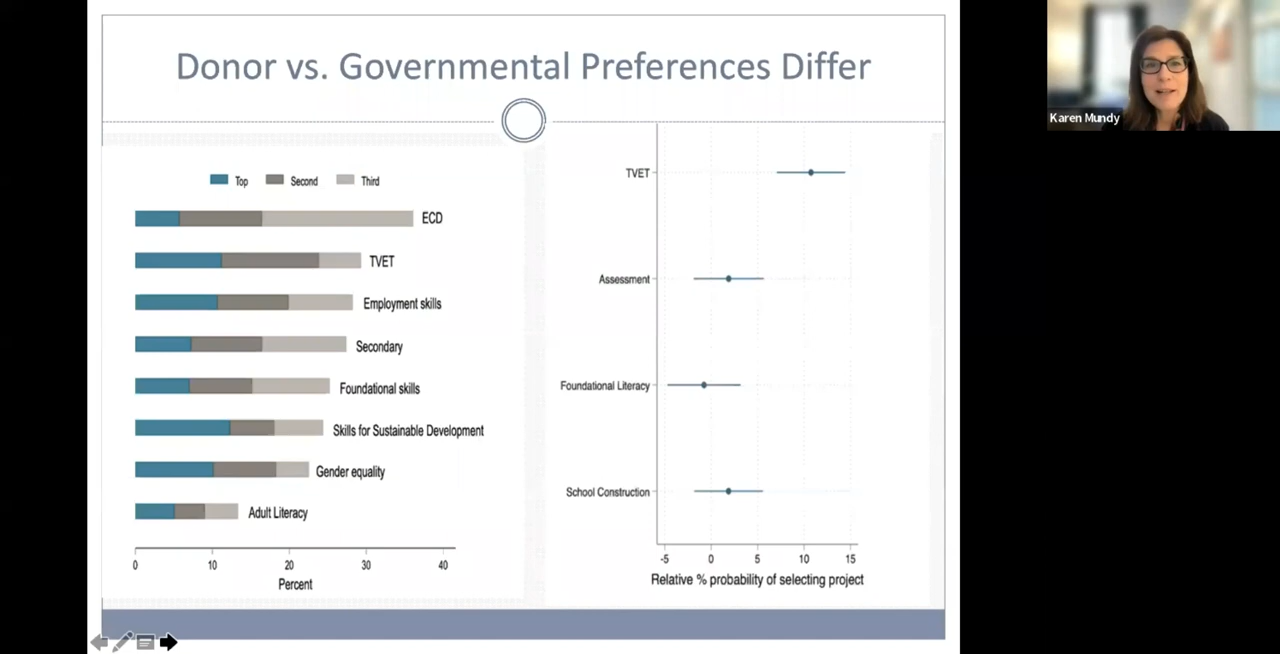 Donor vs. Governmental Preferences Differ
Karen Mundy
Top Second Third
ECD
TVET
Employment skills
Secondary
Foundational skills
Skills for Sustainable Development
Gender equality
Adult Literacy
0 10 20 30 40
Percent
TVET
Assessment
Foundational Literacy
School Construction
-5 0 5 10 15
Relative % probability of selecting project